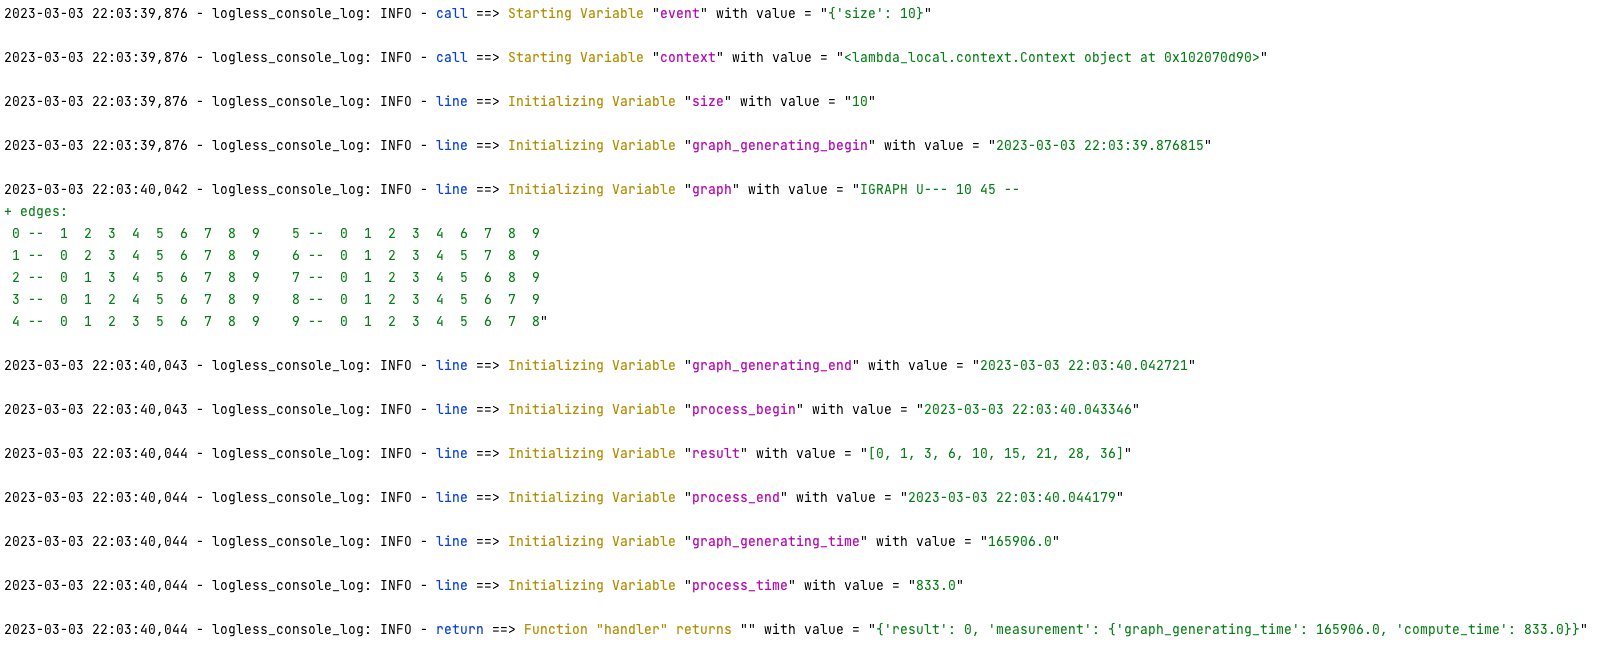 2023-03-03 22:03:39,876 - logless_console_log: INFO - call ==> Starting Variable "event" with value = "{'size': 10}"
2023-03-03 22:03:39,876 - logless_console_log: INFO - call ==> Starting Variable "context" with value = "<lambda_local.context.Context object at 0x102070d90>"
2023-03-03 22:03:39,876 - logless_console_log: INFO - line ==> Initializing Variable "size" with value = "10"
2023-03-03 22:03:39,876 - logless_console_log: INFO - line ==> Initializing Variable "graph_generating_begin" with value = "2023-03-03 22:03:39.876815"
2023-03-03 22:03:40,042 - logless_console_log: INFO - line ==> Initializing Variable "graph" with value = "IGRAPH U--- 10 45 --
+ edges:
 0 --  1  2  3  4  5  6  7  8  9    5 --  0  1  2  3  4  6  7  8  9
 1 --  0  2  3  4  5  6  7  8  9    6 --  0  1  2  3  4  5  7  8  9
 2 --  0  1  3  4  5  6  7  8  9    7 --  0  1  2  3  4  5  6  8  9
 3 --  0  1  2  4  5  6  7  8  9    8 --  0  1  2  3  4  5  6  7  9
 4 --  0  1  2  3  5  6  7  8  9    9 --  0  1  2  3  4  5  6  7  8"
2023-03-03 22:03:40,043 - logless_console_log: INFO - line ==> Initializing Variable "graph_generating_end" with value = "2023-03-03 22:03:40.042721"
2023-03-03 22:03:40,043 - logless_console_log: INFO - line ==> Initializing Variable "process_begin" with value = "2023-03-03 22:03:40.043346"
2023-03-03 22:03:40,044 - logless_console_log: INFO - line ==> Initializing Variable "result" with value = "[0, 1, 3, 6, 10, 15, 21, 28, 36]"
2023-03-03 22:03:40,044 - logless_console_log: INFO - line ==> Initializing Variable "process_end" with value = "2023-03-03 22:03:40.044179"
2023-03-03 22:03:40,044 - logless_console_log: INFO - line ==> Initializing Variable "graph_generating_time" with value = "165906.0"
2023-03-03 22:03:40,044 - logless_console_log: INFO - line ==> Initializing Variable "process_time" with value = "833.0"
2023-03-03 22:03:40,044 - logless_console_log: INFO - return ==> Function "handler" returns "" with value = "{'result': 0, 'measurement': {'graph_generating_time': 165906.0, 'compute_time': 833.0}}"